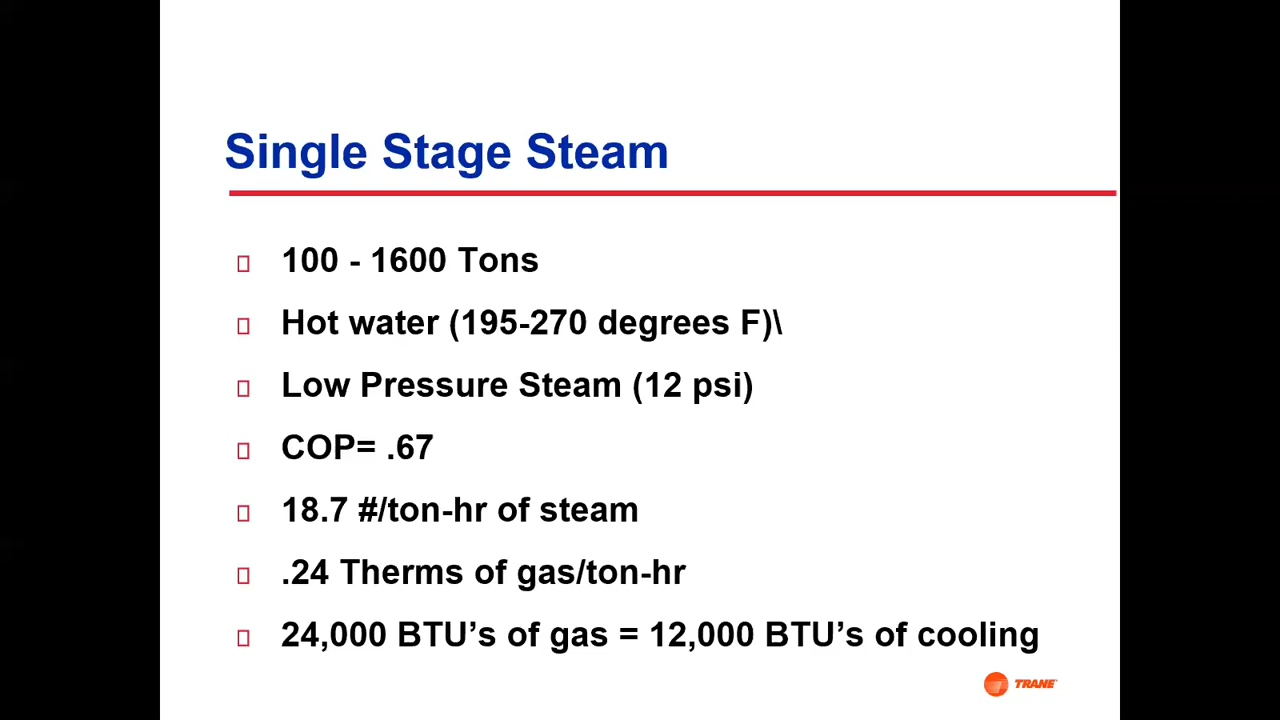 Single Stage Steam
100 - 1600 Tons
Hot water (195-270 degrees F)\
Low Pressure Steam (12 psi)
COP= .67
18.7 #/ton-hr of steam
.24 Therms of gas/ton-hr
24,000 BTU’s of gas = 12,000 BTU’s of cooling
TRANE